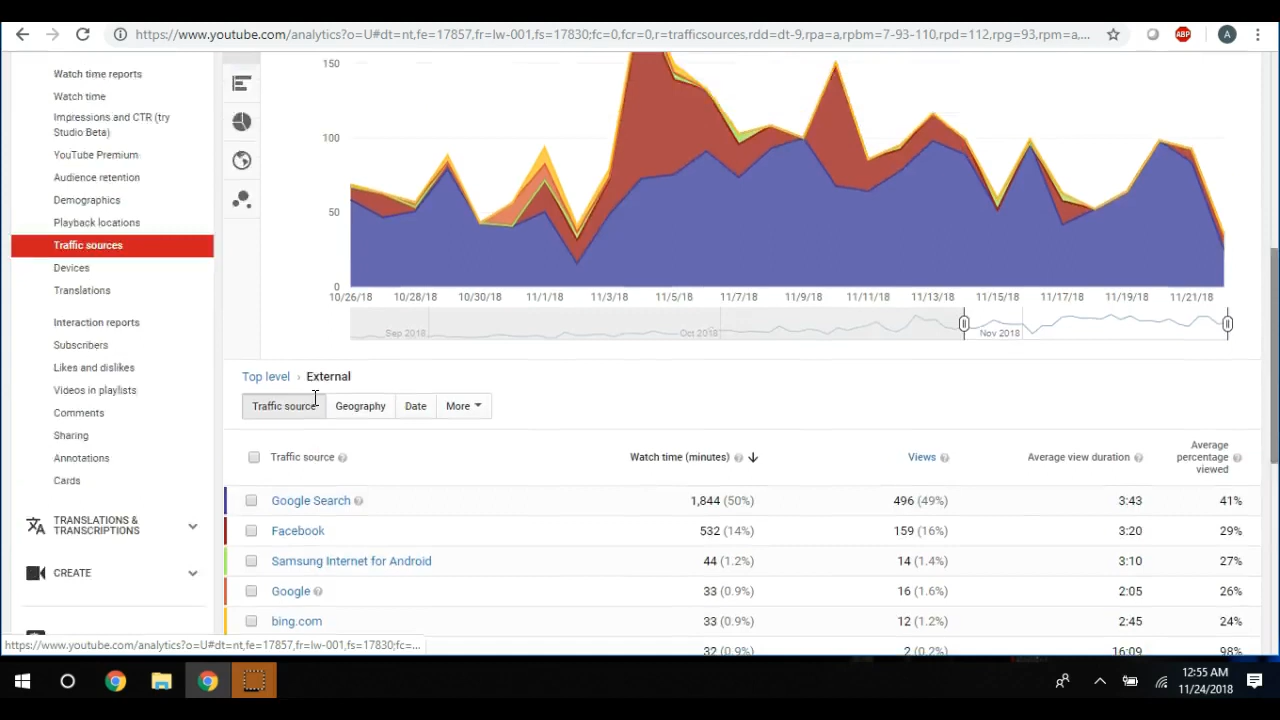 https://www.youtube.com/analytics?o=U#dt=nt,fe=17857,fr=lw-001,fs=17830;fc=0,fcr=0,r=trafficsources,rdd=dt-9,rpa=a,rpbm=7-93-110,rpd=112,rpg=93,rpm=a,...
ABP
A
Watch time reports
Watch time
Impressions and CTR (try
Studio Beta)
YouTube Premium
Audience retention
Demographics
Playback locations
Traffic sources
Devices
Translations
Interaction reports
Subscribers
Likes and dislikes
Videos in playlists
Comments
Sharing
Annotations
Cards
TRANSLATIONS &
TRANSCRIPTIONS
CREATE
150
100
50
0
10/26/18 10/28/18 10/30/18 11/1/18 11/3/18 11/5/18 11/7/18 11/9/18 11/11/18 11/13/18 11/15/18 11/17/18 11/19/18 11/21/18
Sep 2018 Oct 2018 Nov 2018
Top level › External
Traffic source Geography Date More
Traffic source ? Watch time (minutes) ? Views ? Average view duration ? Average percentage viewed ?
Google Search ? 1,844 (50%) 496 (49%) 3:43 41%
Facebook 532 (14%) 159 (16%) 3:20 29%
Samsung Internet for Android 44 (1.2%) 14 (1.4%) 3:10 27%
Google ? 33 (0.9%) 16 (1.6%) 2:05 26%
bing.com 33 (0.9%) 12 (1.2%) 2:45 24%
32 (0.9%) 2 (0.2%) 16:09 98%
https://www.youtube.com/analytics?o=U#dt=nt,fe=17857,fr=lw-001,fs=17830;fc=...
12:55 AM
11/24/2018